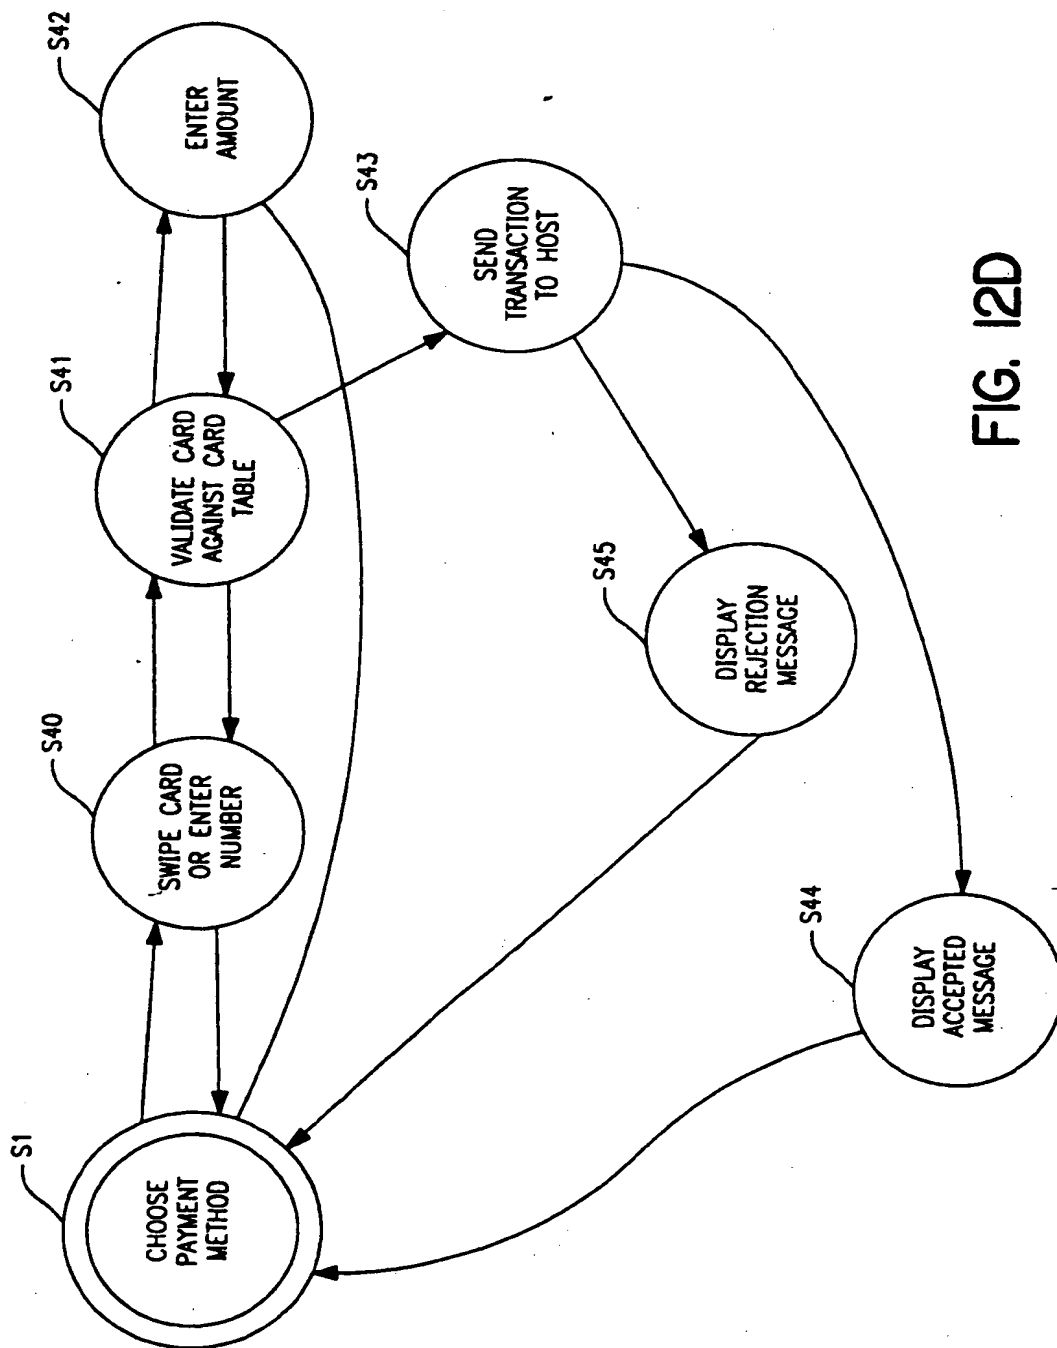 S1
CHOOSE
PAYMENT
METHOD
S40
SWIPE CARD
OR ENTER
NUMBER
S41
VALIDATE CARD
AGAINST CARD
TABLE
S42
ENTER
AMOUNT
S43
SEND
TRANSACTION
TO HOST
S45
DISPLAY
REJECTION
MESSAGE
S44
DISPLAY
ACCEPTED
MESSAGE
FIG. 12D